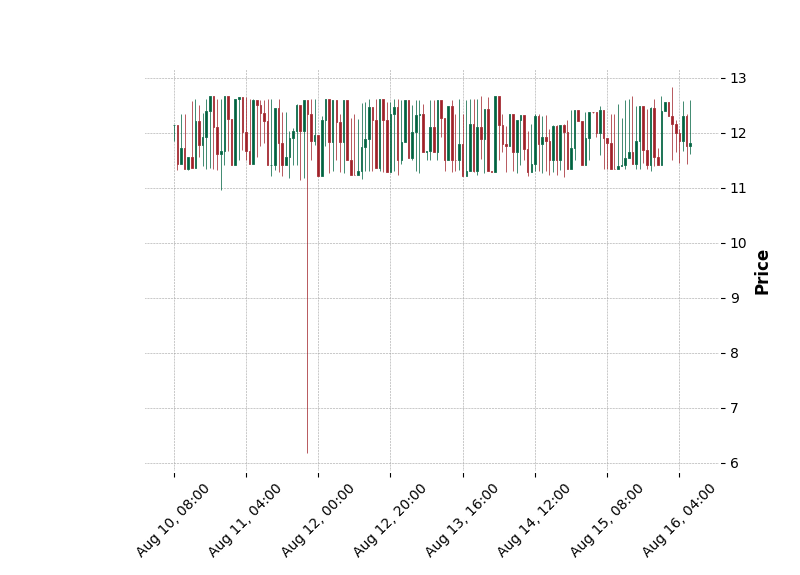 13
12
11
10
9
8
7
6
Price
Aug 10, 08:00
Aug 11, 04:00
Aug 12, 00:00
Aug 12, 20:00
Aug 13, 16:00
Aug 14, 12:00
Aug 15, 08:00
Aug 16, 04:00